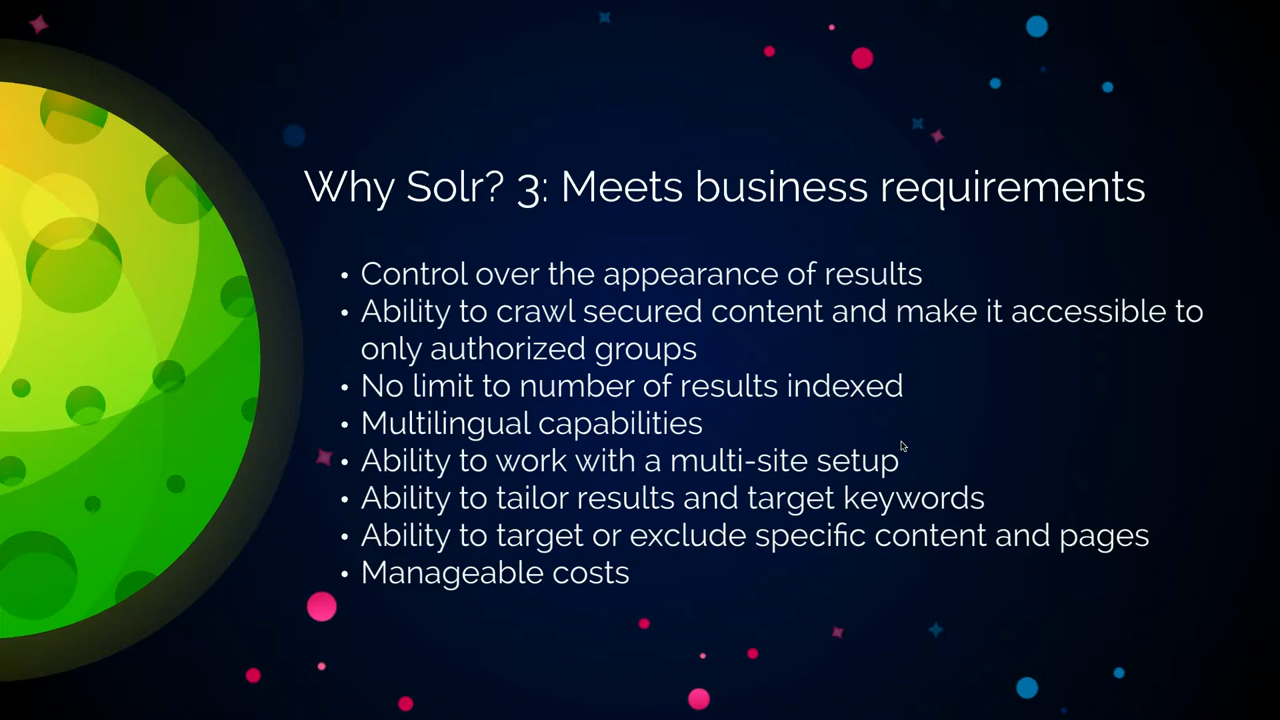 Why Solr? 3: Meets business requirements
• Control over the appearance of results
• Ability to crawl secured content and make it accessible to
only authorized groups
• No limit to number of results indexed
• Multilingual capabilities
• Ability to work with a multi-site setup
• Ability to tailor results and target keywords
• Ability to target or exclude specific content and pages
• Manageable costs